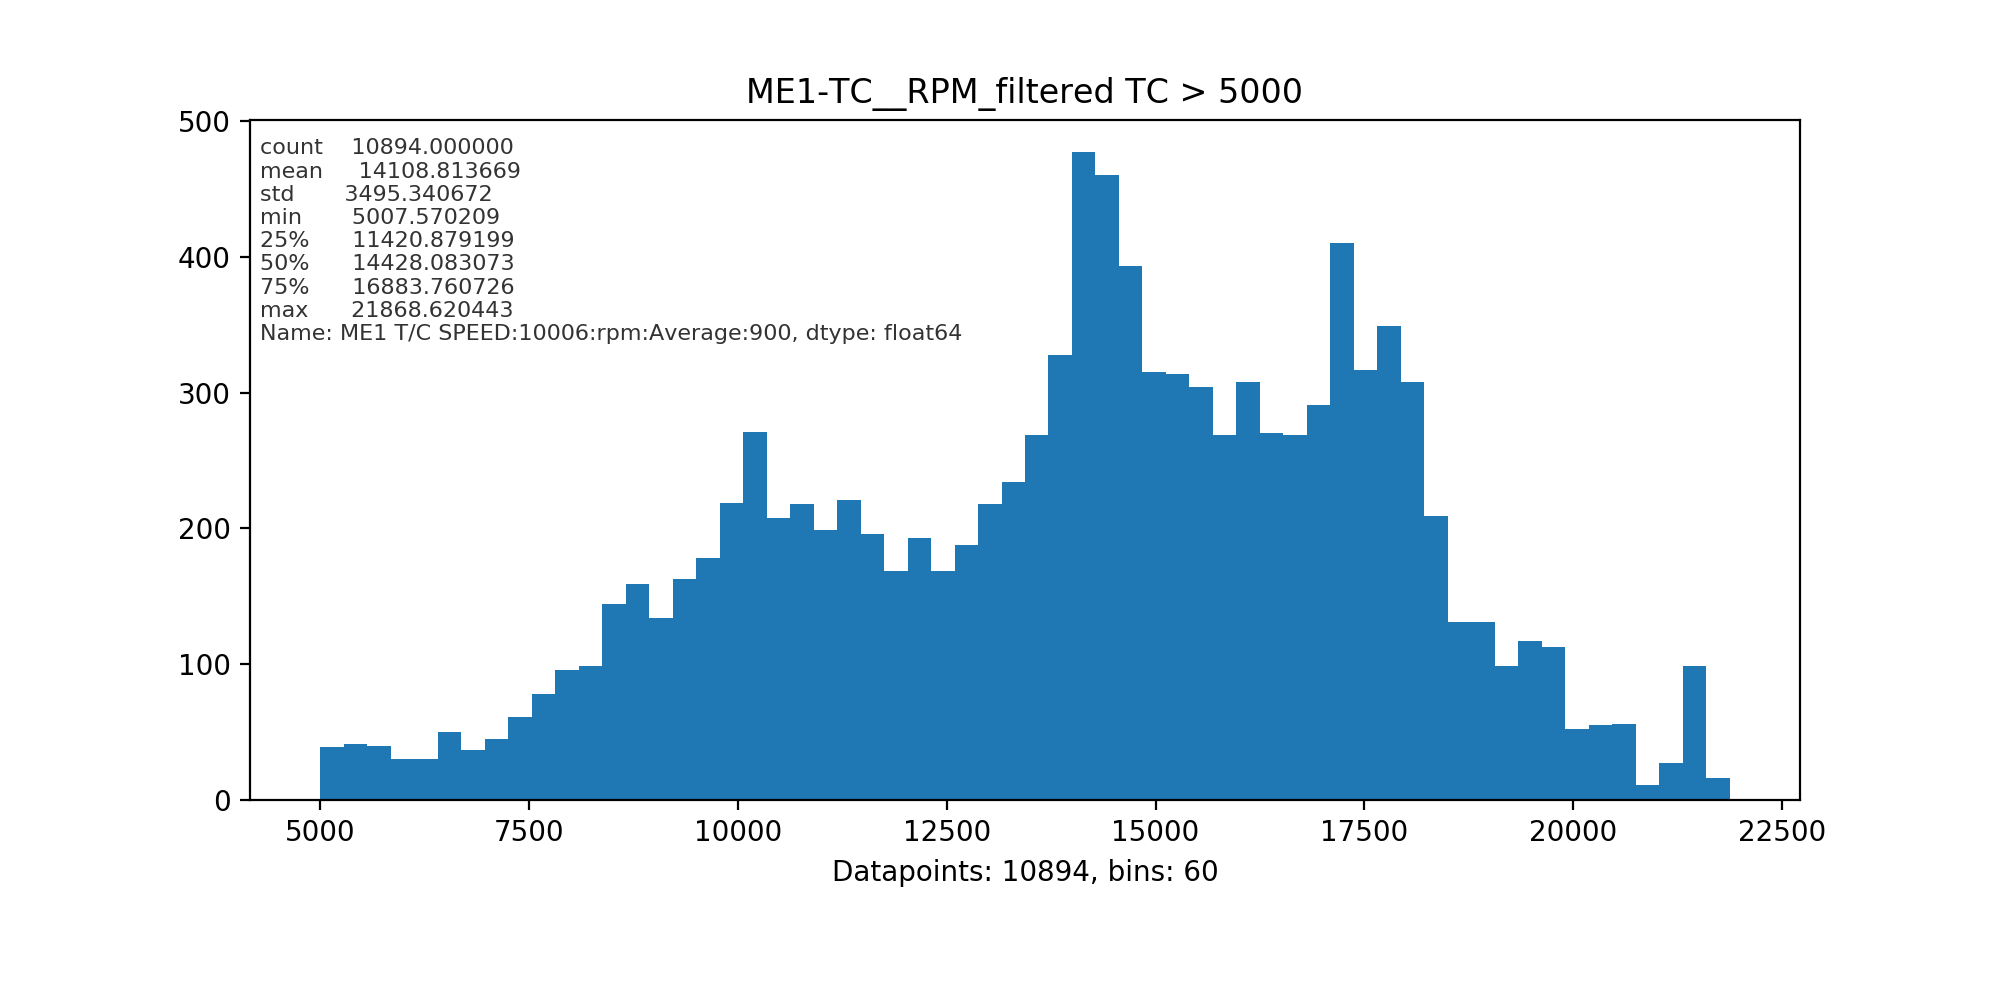 ME1-TC__RPM_filtered TC > 5000
500
400
300
200
100
0
count 10894.000000
mean 14108.813669
std 3495.340672
min 5007.570209
25% 11420.879199
50% 14428.083073
75% 16883.760726
max 21868.620443
Name: ME1 T/C SPEED:10006:rpm:Average:900, dtype: float64
5000 7500 10000 12500 15000 17500 20000 22500
Datapoints: 10894, bins: 60